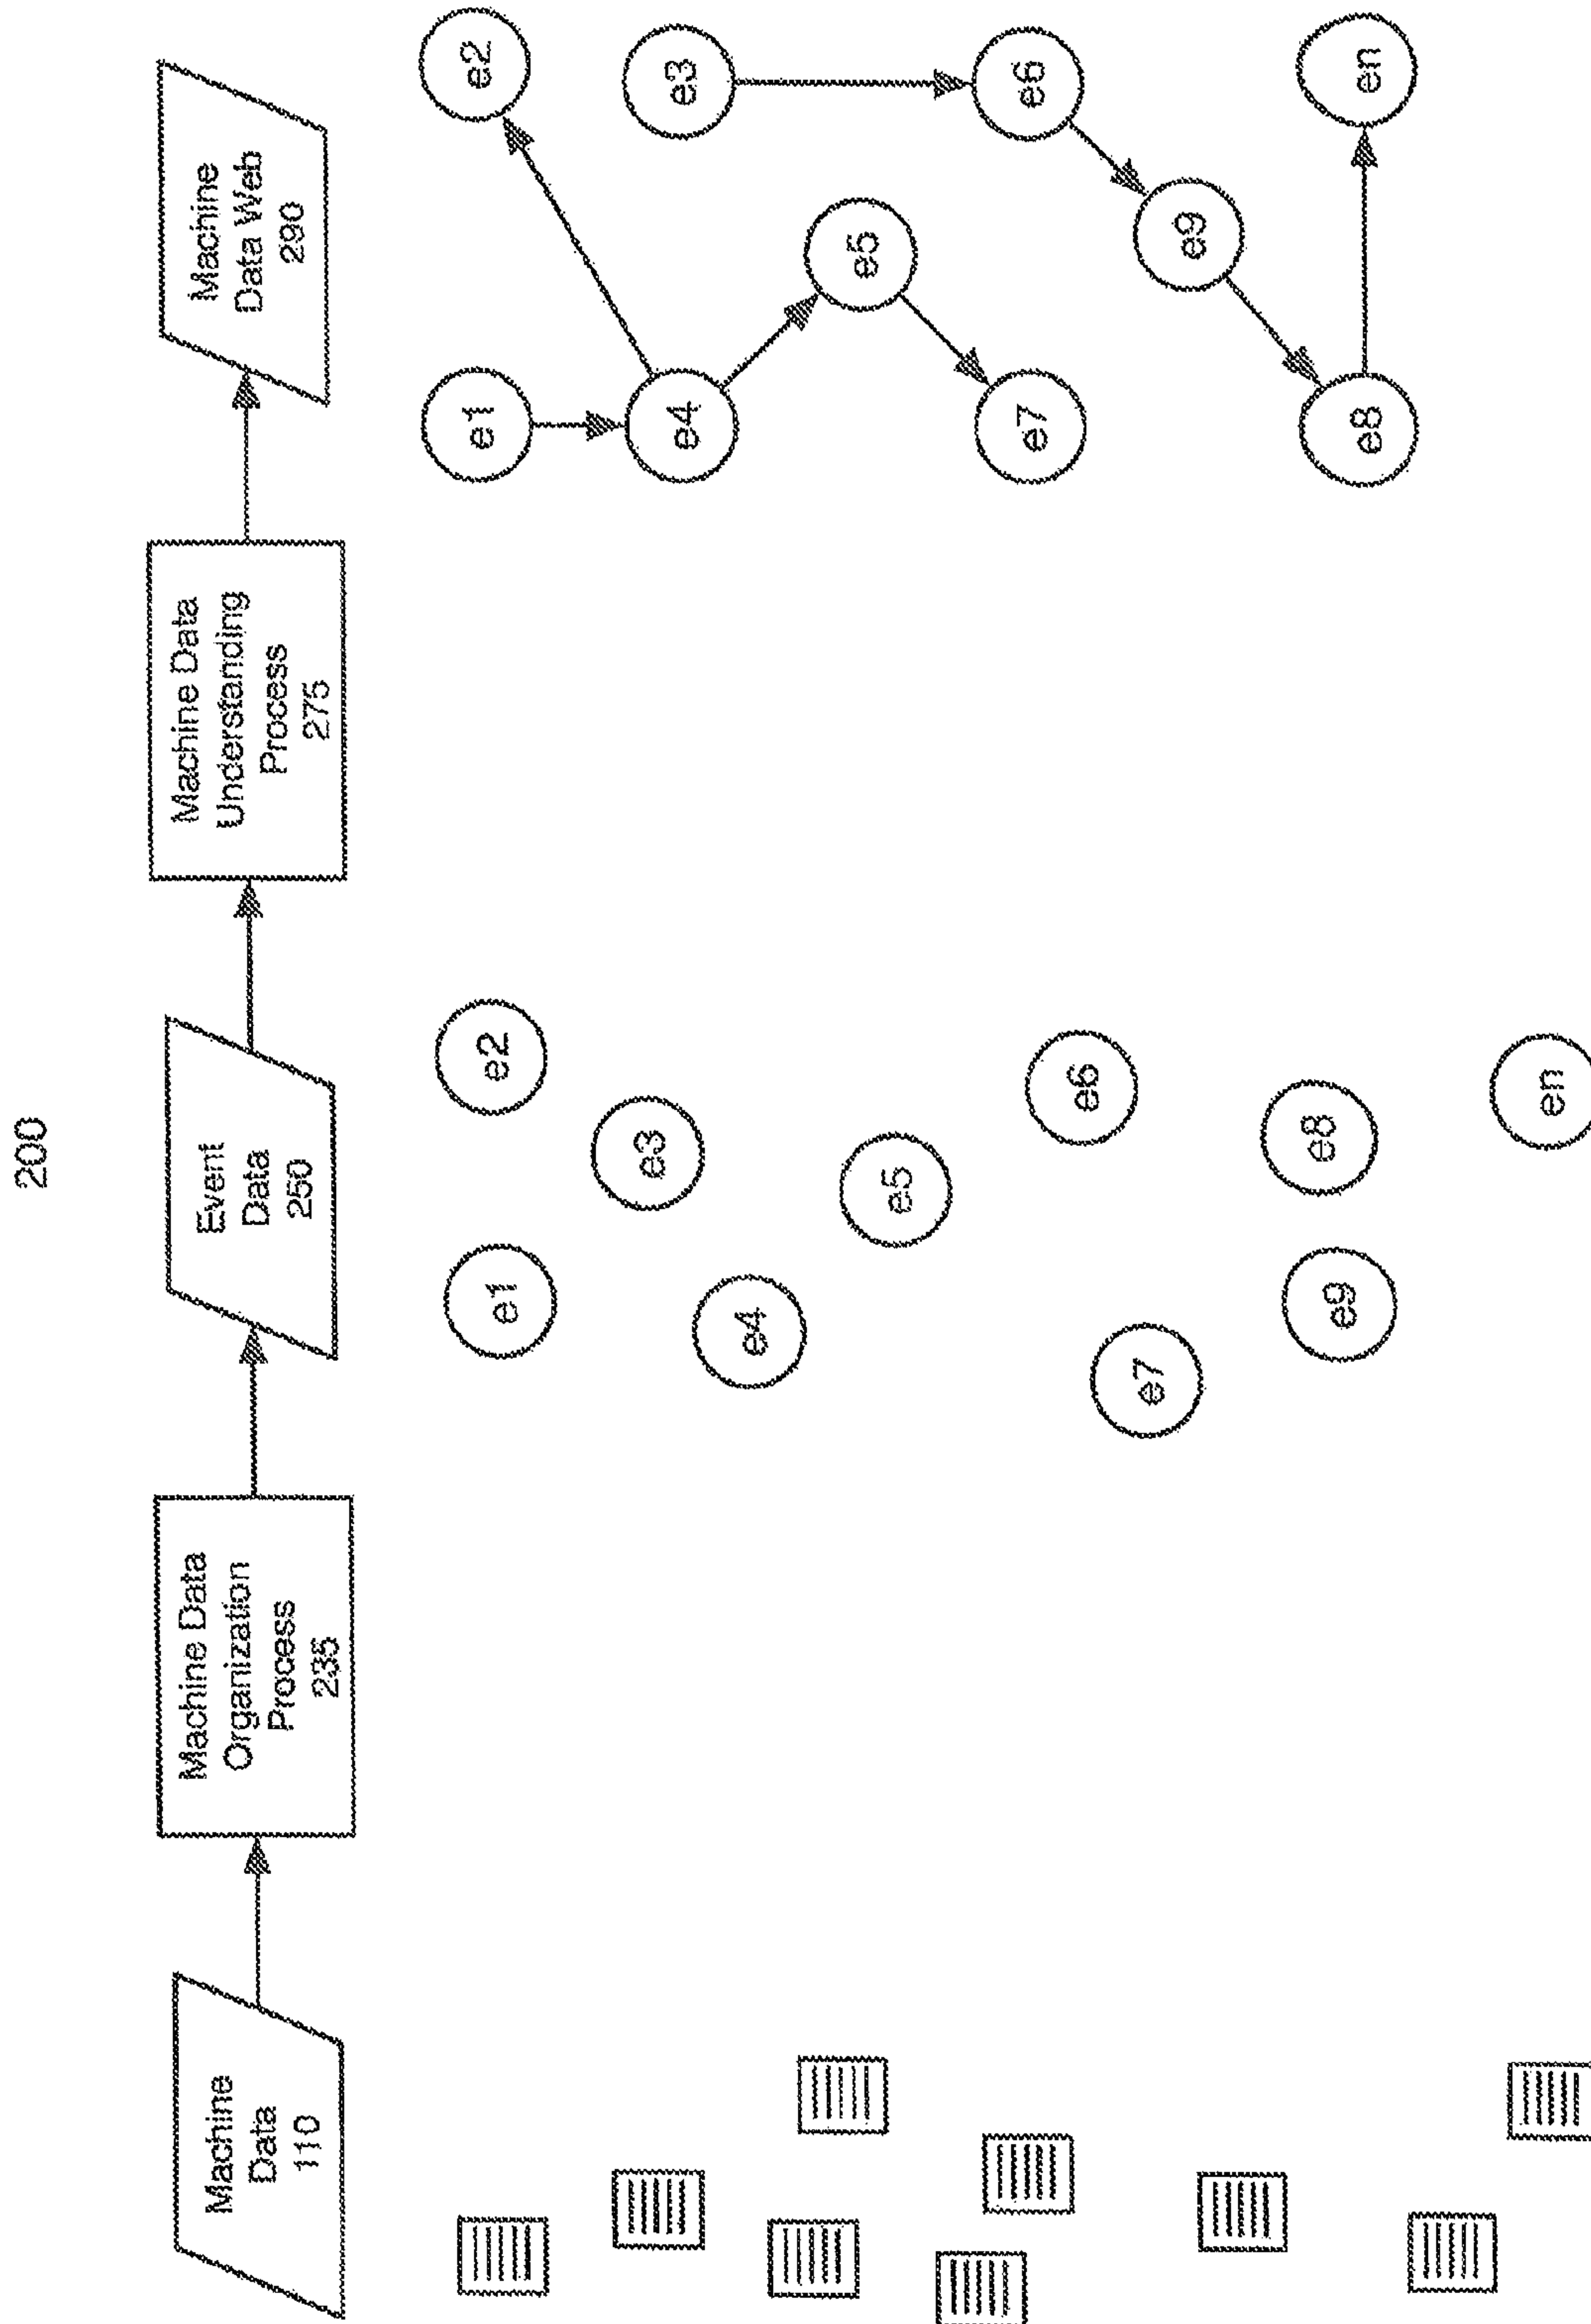 200
Machine
Data
110
Machine Data
Organization
Process
235
Event
Data
250
Machine Data
Understanding
Process
275
Machine
Data Web
290
e1
e2
e3
e4
e5
e6
e7
e8
e9
en
e1
e2
e4
e3
e5
e7
e6
e9
e8
en